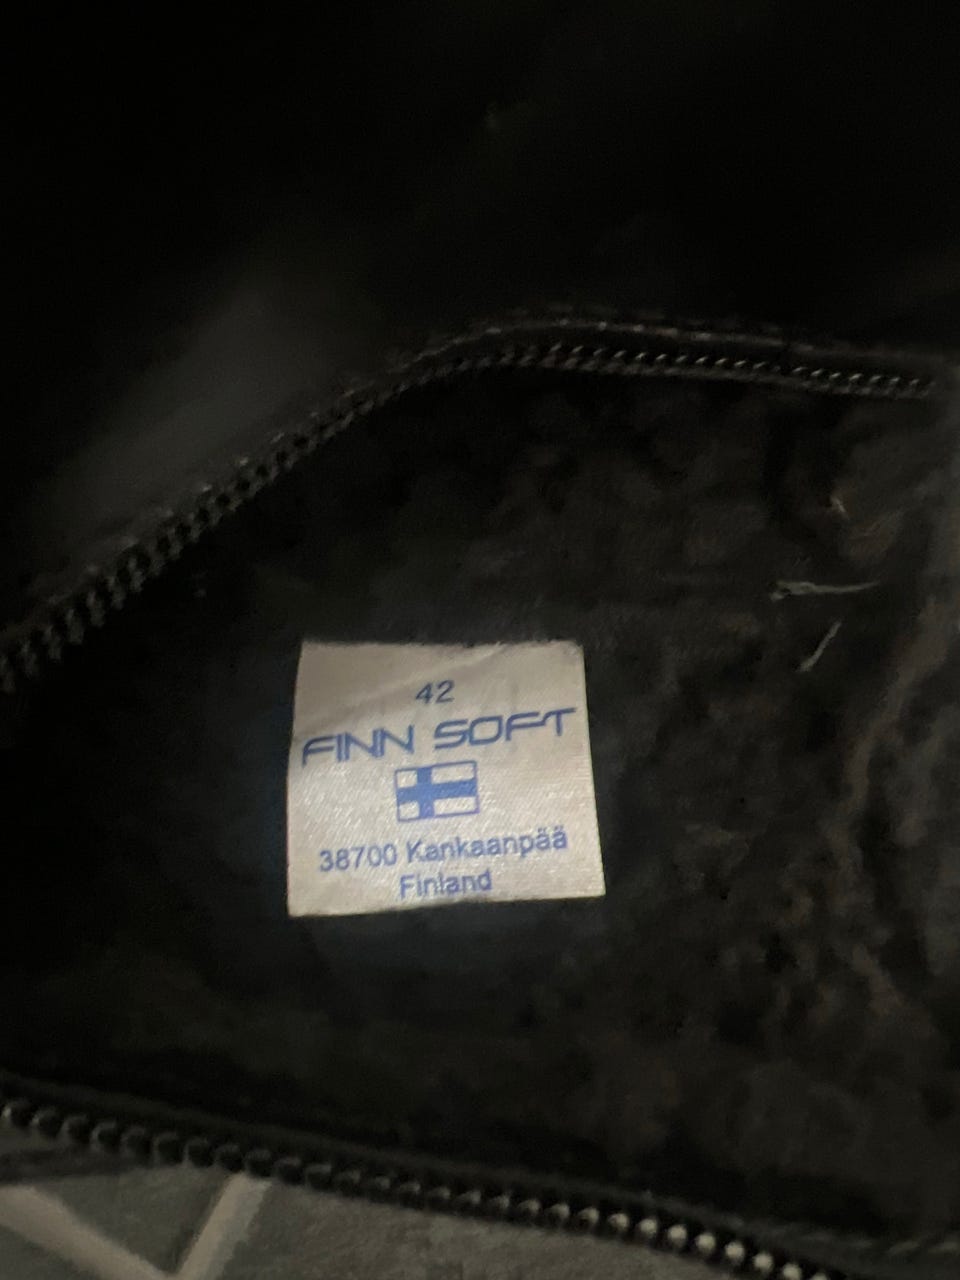 42
FINN SOFT
38700 Kankaanpää
Finland